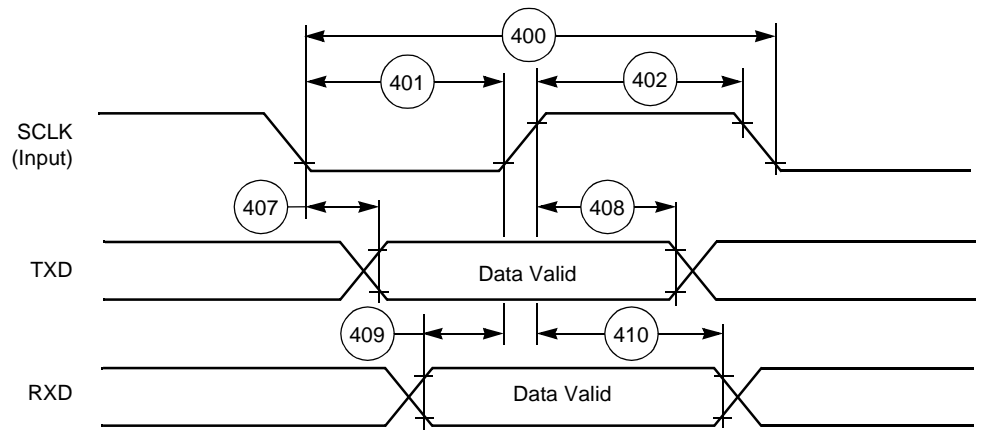 400
401
402
SCLK
(Input)
407
408
TXD
Data Valid
409
410
RXD
Data Valid